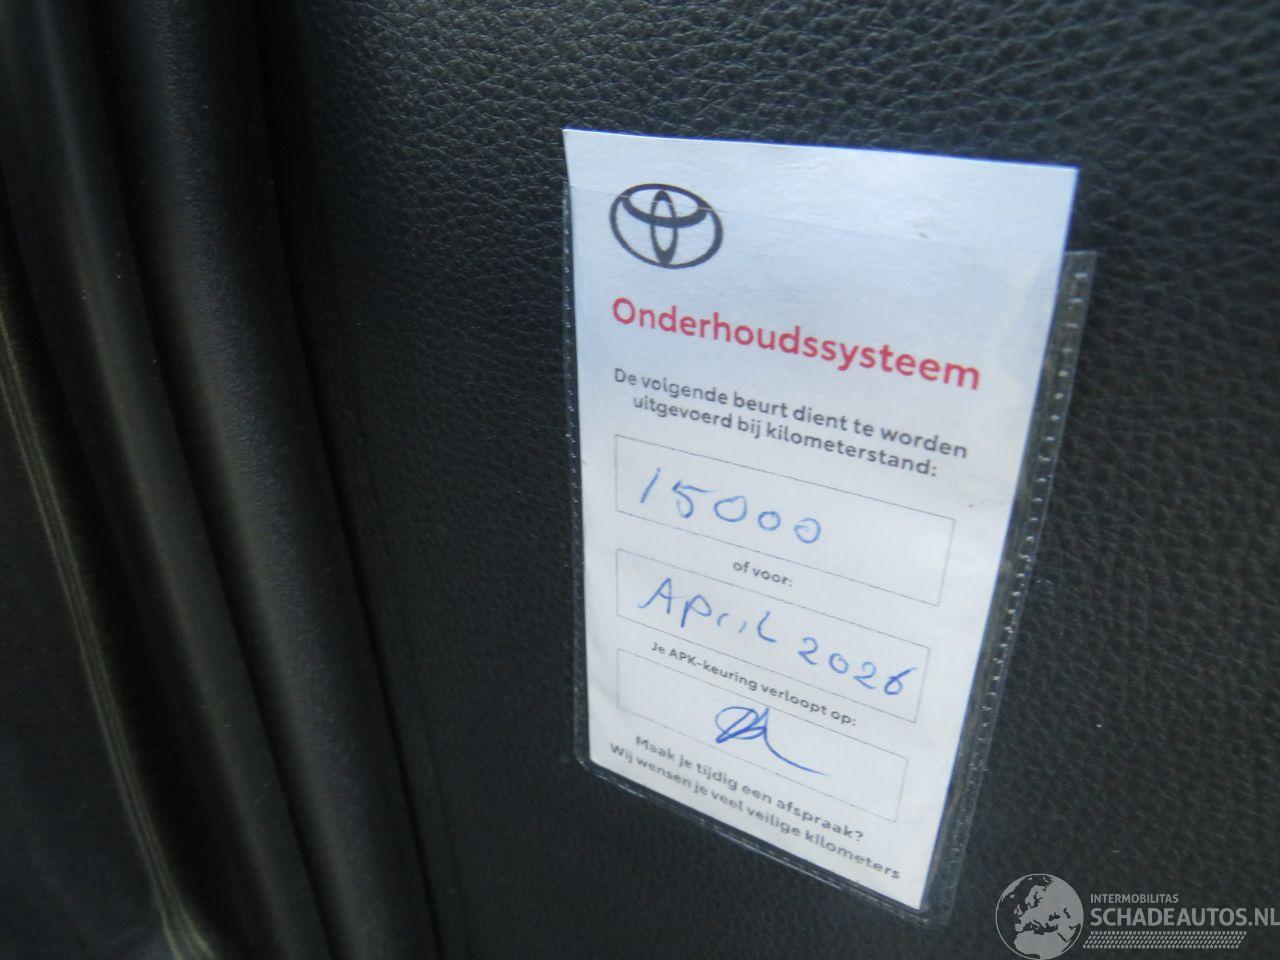 Onderhoudssysteem
De volgende beurt dient te worden
uitgevoerd bij kilometerstand:
15000
of voor:
April 2026
Je APK-keuring verloopt op:
Maak je tijdig een afspraak?
Wij wensen je veel veilige kilometers
INTERMOBILITAS
SCHADEAUTOS.NL